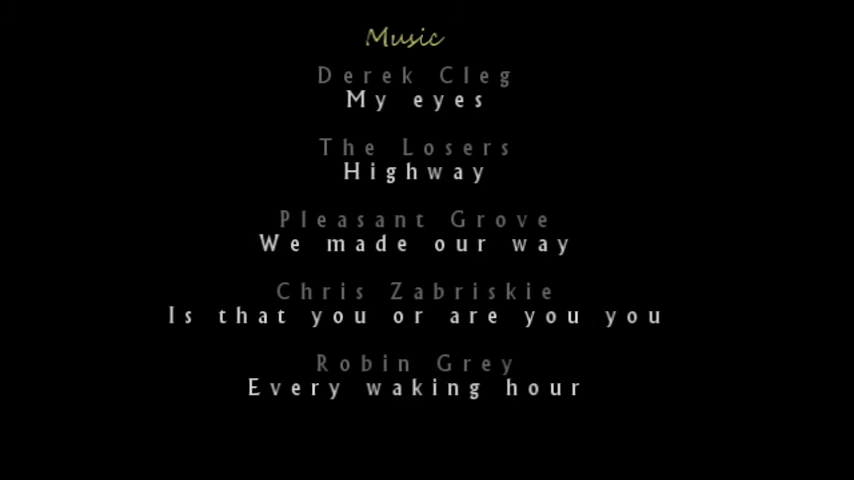 Music
Derek Cleg
My eyes
The Losers
Highway
Pleasant Grove
We made our way
Chris Zabriskie
Is that you or are you you
Robin Grey
Every waking hour